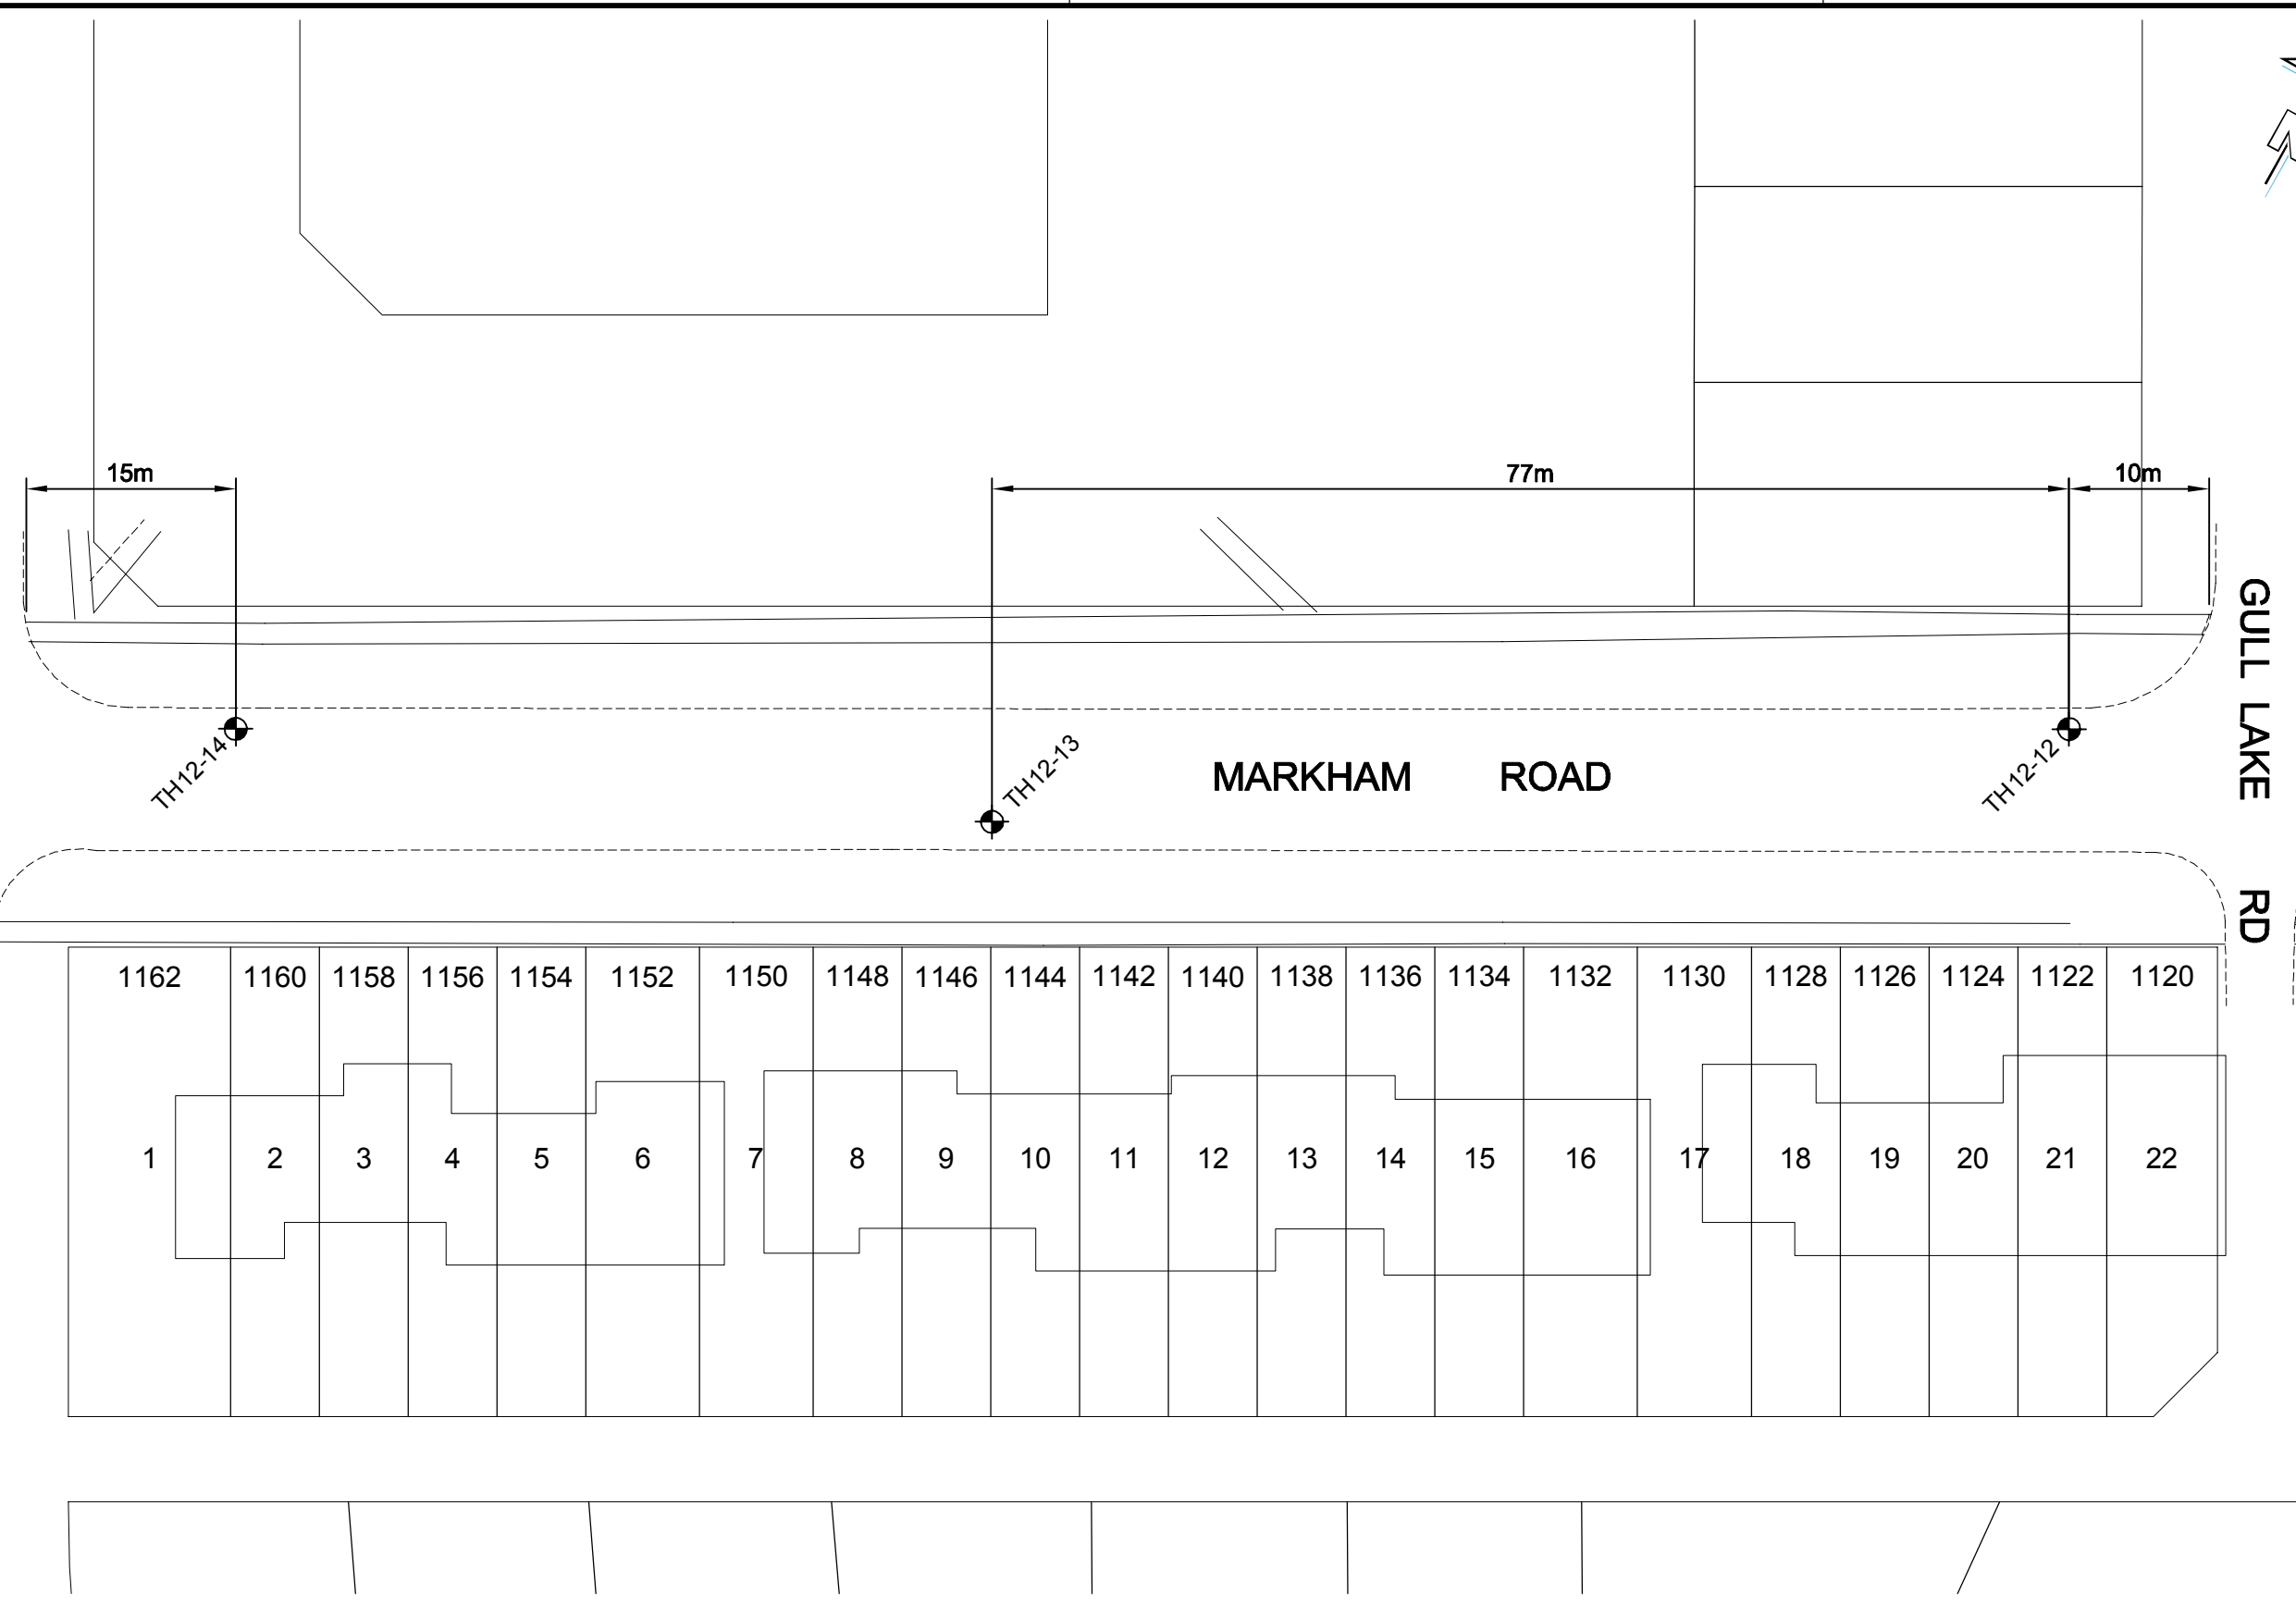 15m
77m
10m
TH12-14
TH12-13
MARKHAM ROAD
TH12-12
GULL LAKE RD
1162 1160 1158 1156 1154 1152 1150 1148 1146 1144 1142 1140 1138 1136 1134 1132 1130 1128 1126 1124 1122 1120
1 2 3 4 5 6 7 8 9 10 11 12 13 14 15 16 17 18 19 20 21 22